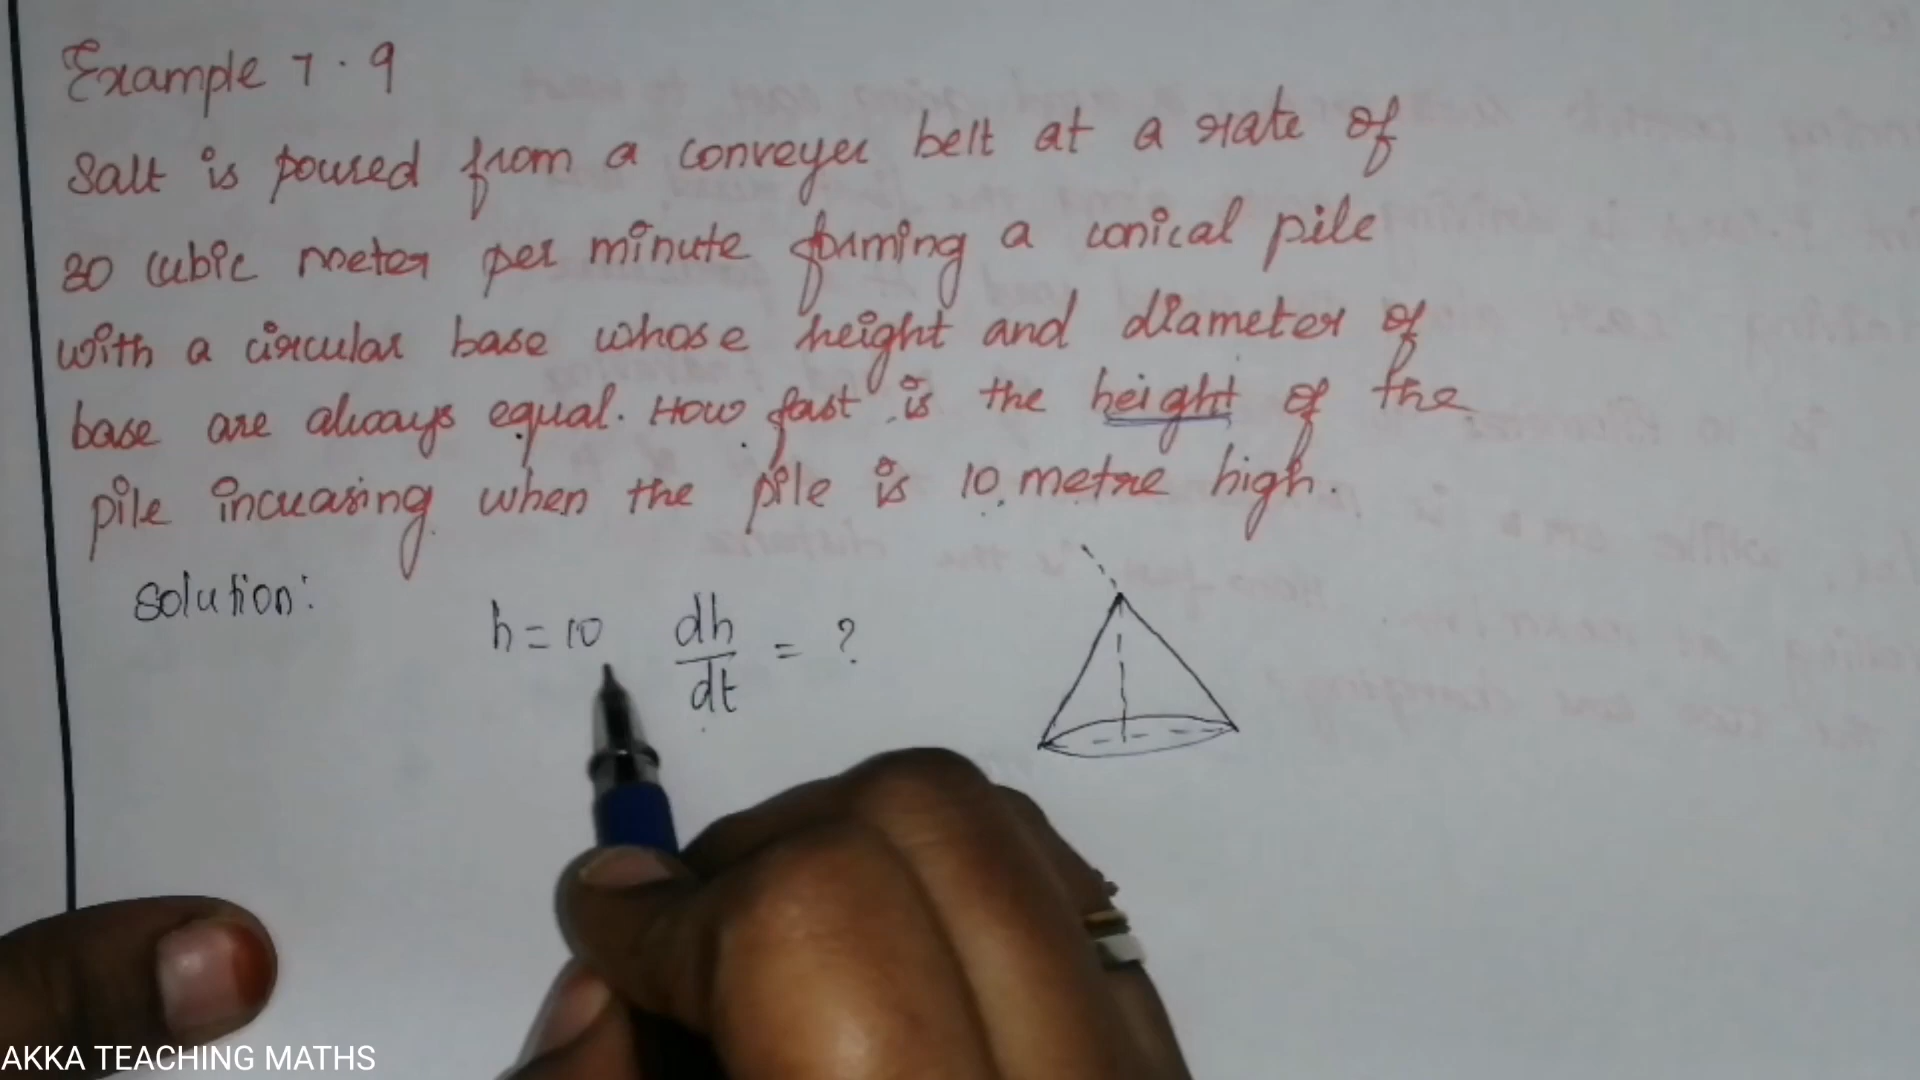 Example 7.9
Salt is poured from a conveyer belt at a rate of
30 cubic meter per minute forming a conical pile
with a circular base whose height and diameter of
base are always equal. How fast is the height of the
pile increasing when the pile is 10 metre high.
Solution:
h = 10 dh/dt = ?
AKKA TEACHING MATHS